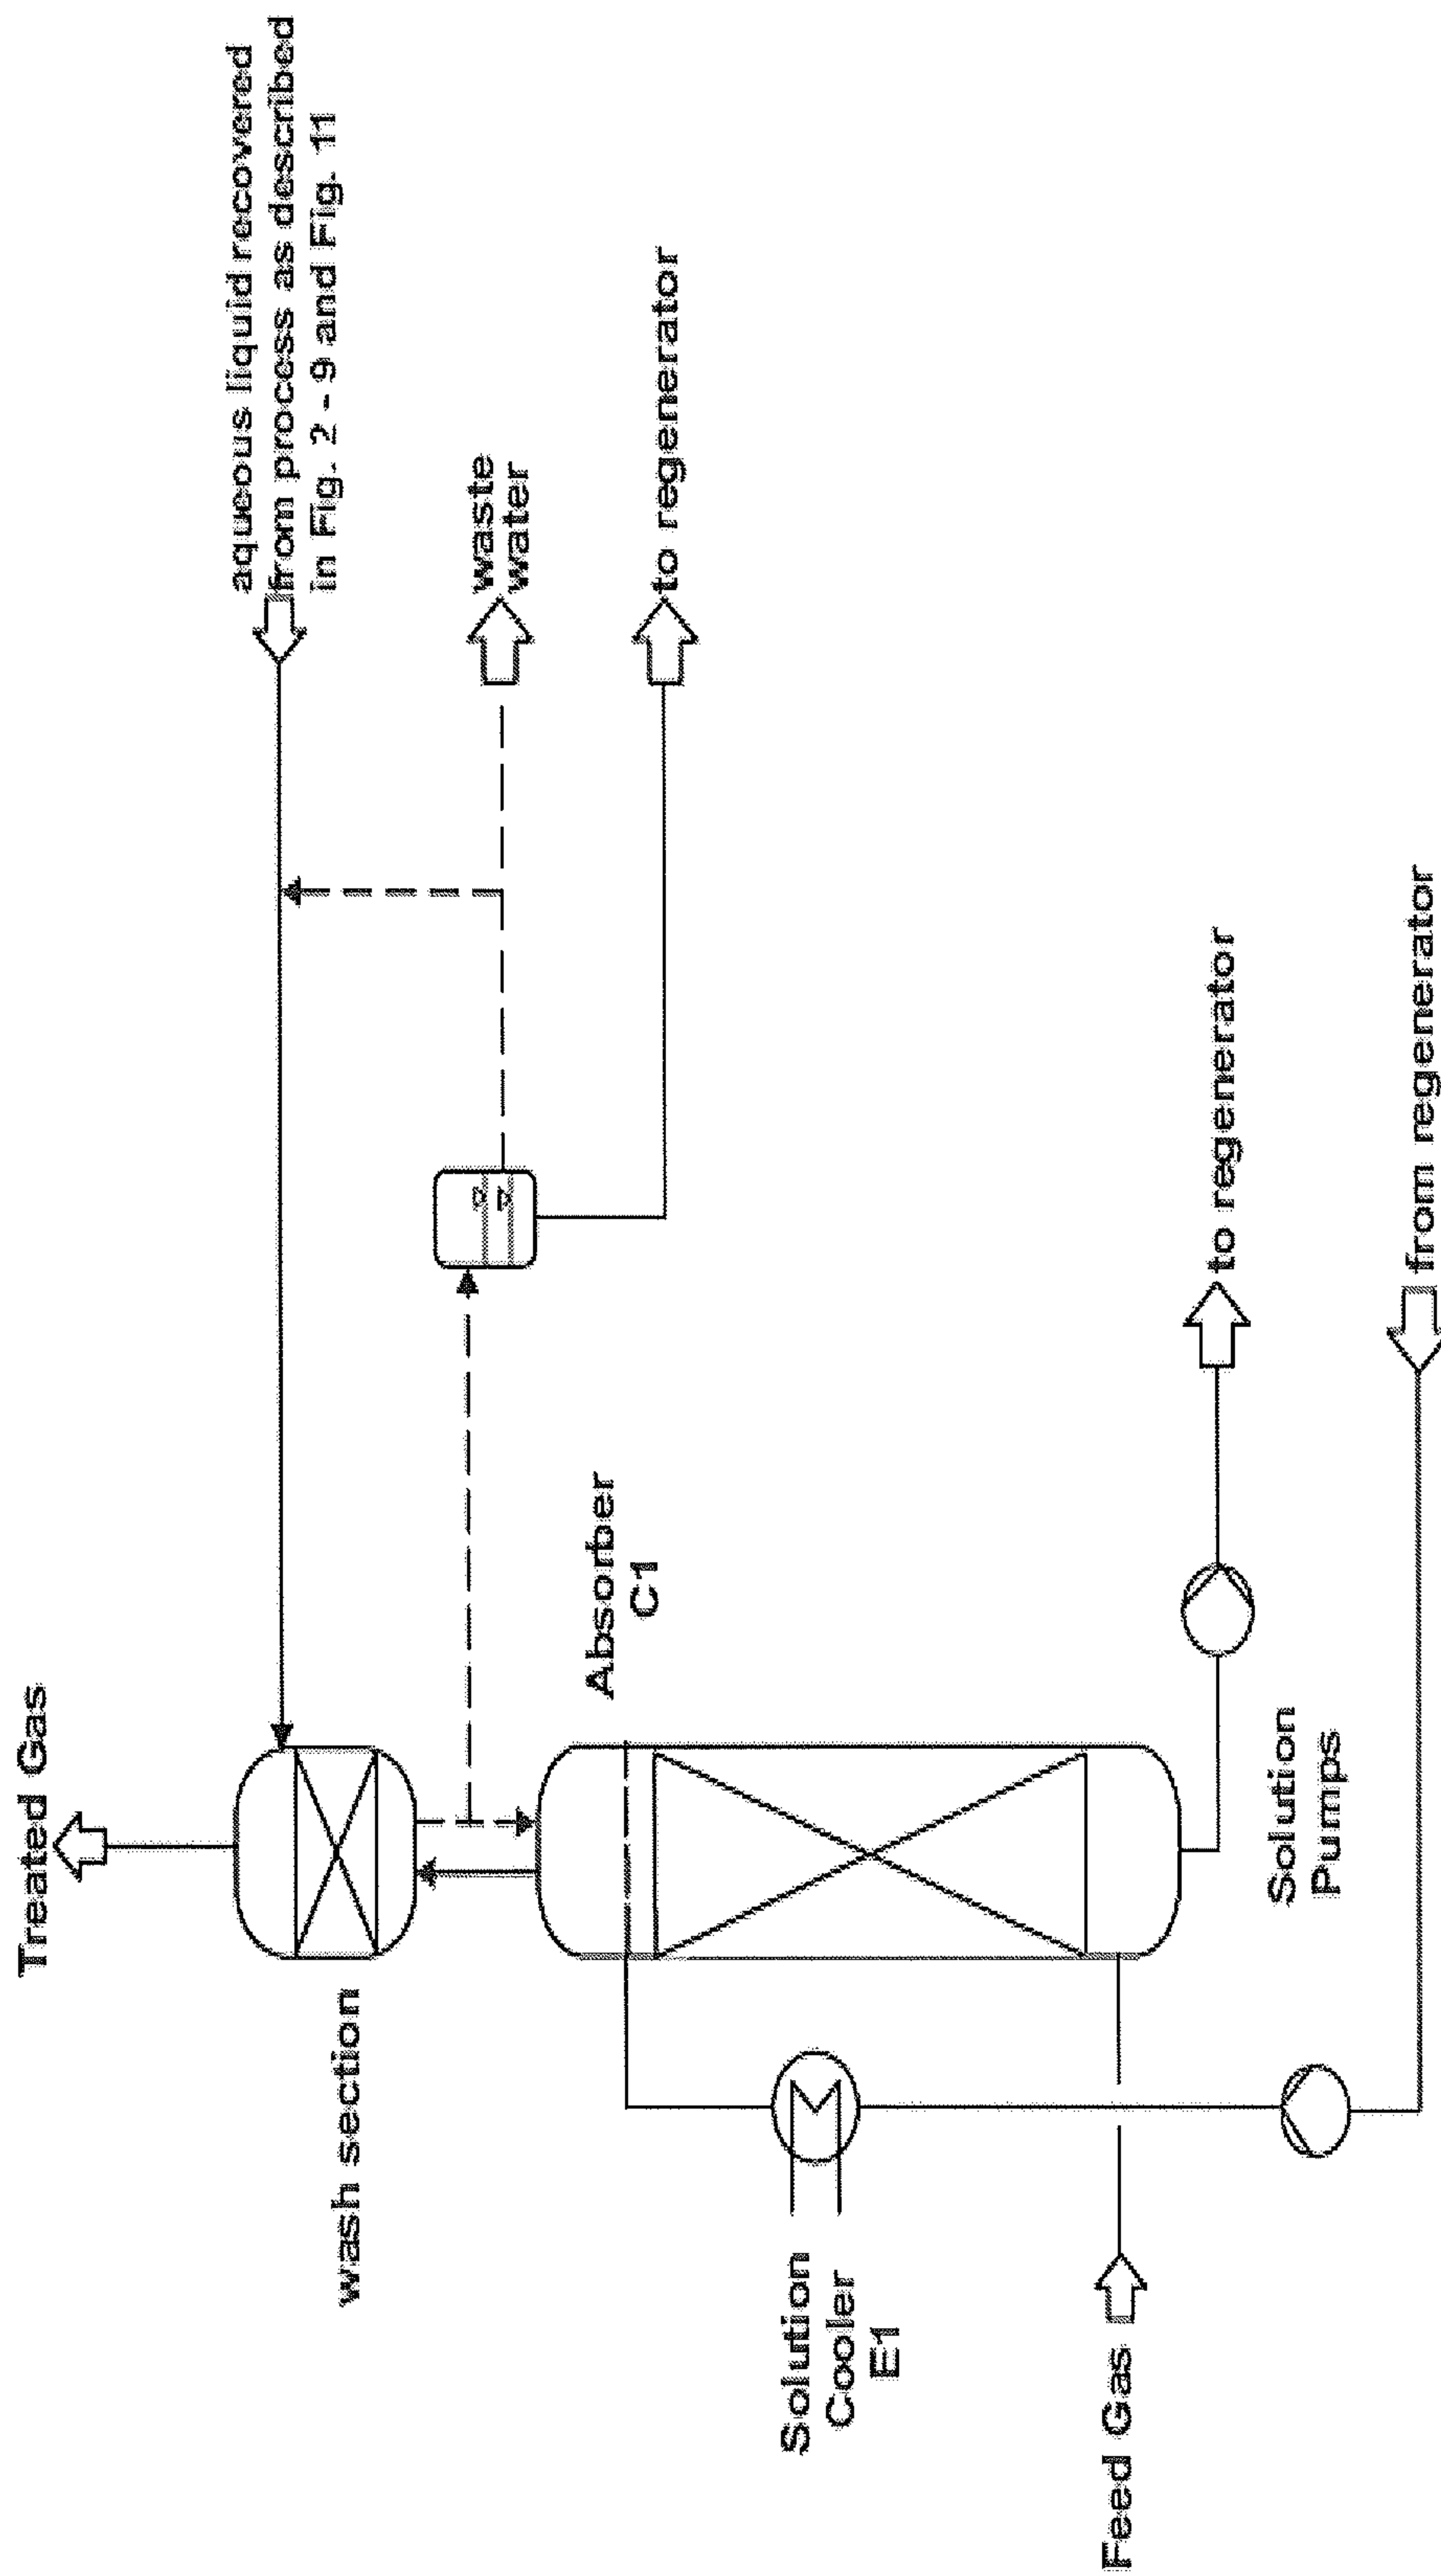 Treated Gas
aqueous liquid recovered
from process as described
in Fig. 2 - 9 and Fig. 11
wash section
waste
water
to regenerator
Absorber
C1
Solution
Cooler
E1
Feed Gas
to regenerator
Solution
Pumps
from regenerator